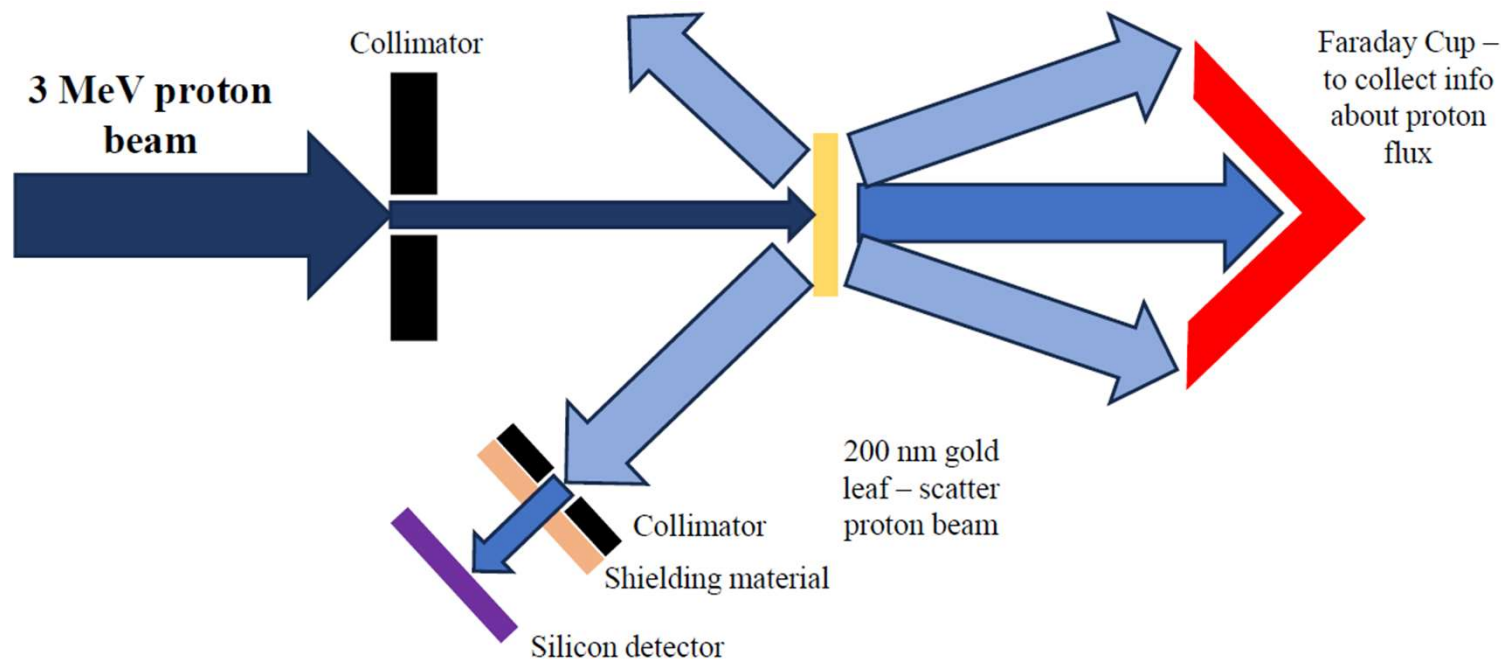 Collimator
3 MeV proton
beam
Faraday Cup –
to collect info
about proton
flux
200 nm gold
leaf – scatter
proton beam
Collimator
Shielding material
Silicon detector